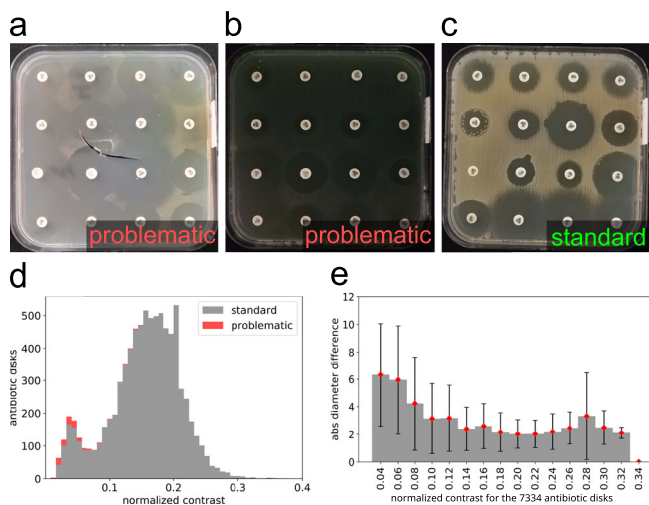 a
b
c
problematic
problematic
standard
d
e
standard
problematic
antibiotic disks
500
400
300
200
100
0
0.1
0.2
0.3
0.4
normalized contrast
abs diameter difference
12
10
8
6
4
2
0
0.04
0.06
0.08
0.10
0.12
0.14
0.16
0.18
0.20
0.22
0.24
0.26
0.28
0.30
0.32
0.34
normalized contrast for the 7334 antibiotic disks